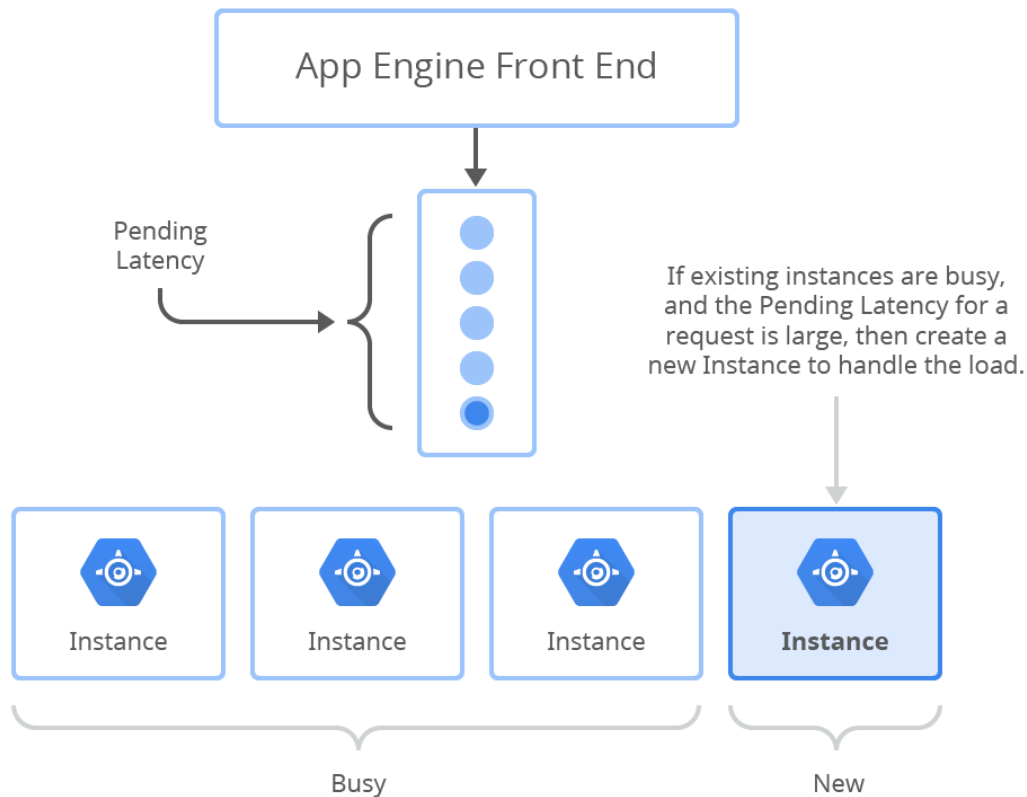 App Engine Front End
Pending
Latency
If existing instances are busy,
and the Pending Latency for a
request is large, then create a
new Instance to handle the load.
Instance
Instance
Instance
Instance
Busy
New